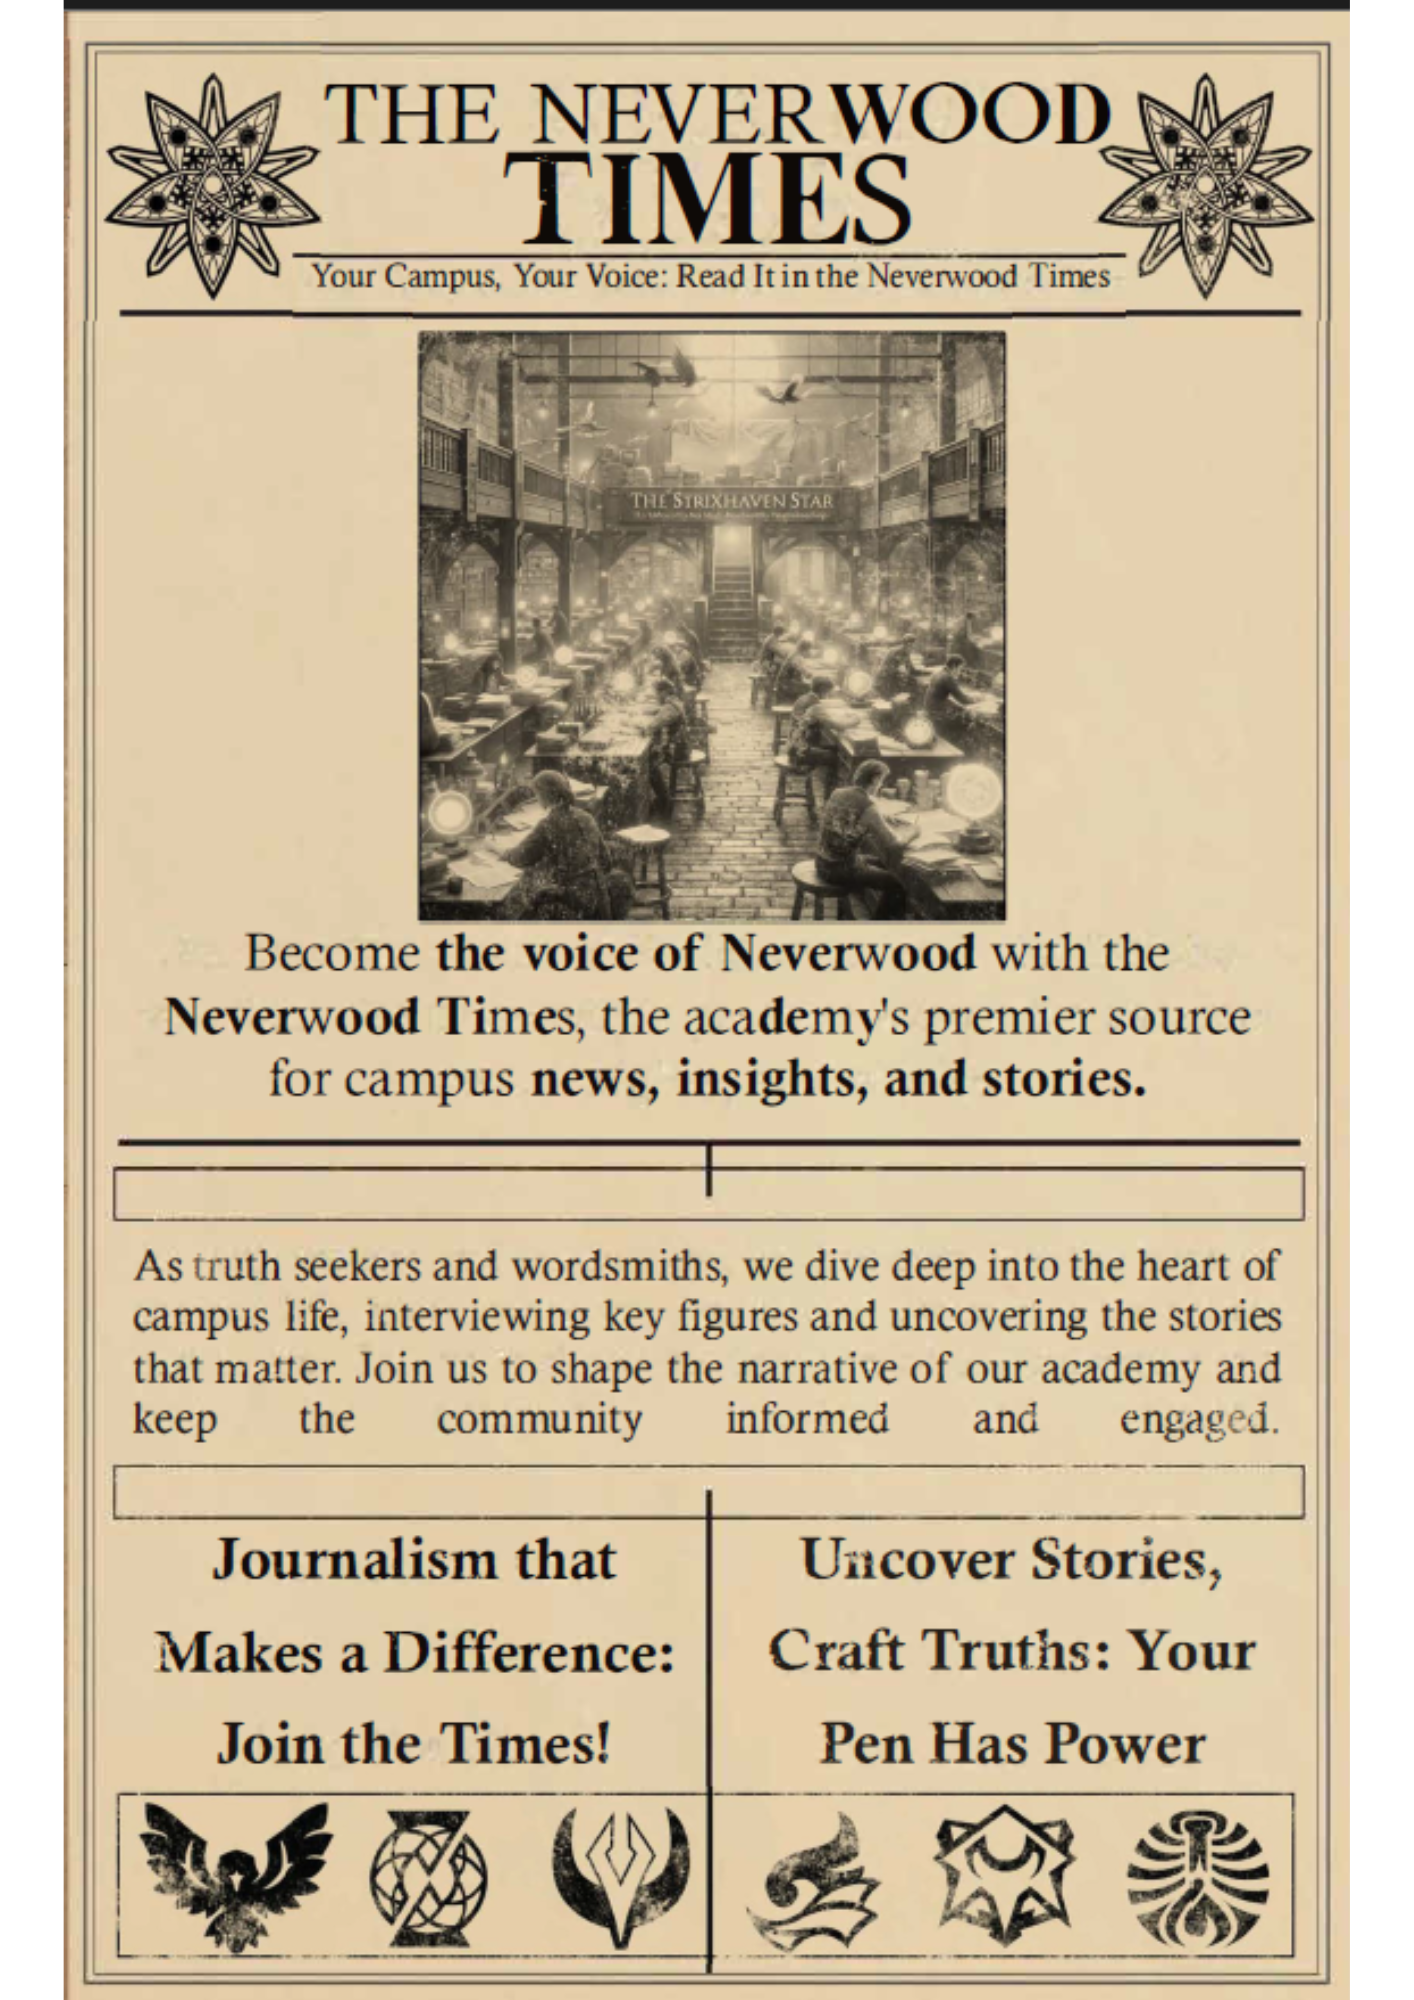 THE NEVERWOOD
TIMES
Your Campus, Your Voice: Read It in the Neverwood Times
THE STRIXHAVEN STAR
Become the voice of Neverwood with the
Neverwood Times, the academy's premier source
for campus news, insights, and stories.
As truth seekers and wordsmiths, we dive deep into the heart of
campus life, interviewing key figures and uncovering the stories
that matter. Join us to shape the narrative of our academy and
keep the community informed and engaged.
Journalism that
Makes a Difference:
Join the Times!
Uncover Stories,
Craft Truths: Your
Pen Has Power